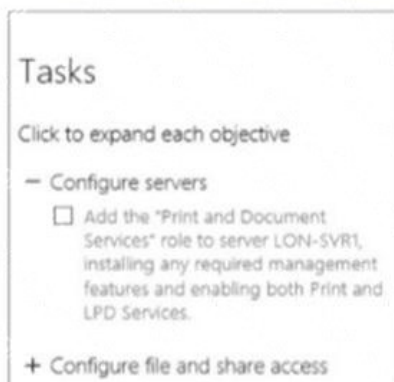 Tasks
Click to expand each objective
− Configure servers
Add the "Print and Document
Services" role to server LON-SVR1,
installing any required management
features and enabling both Print and
LPD Services.
+ Configure file and share access